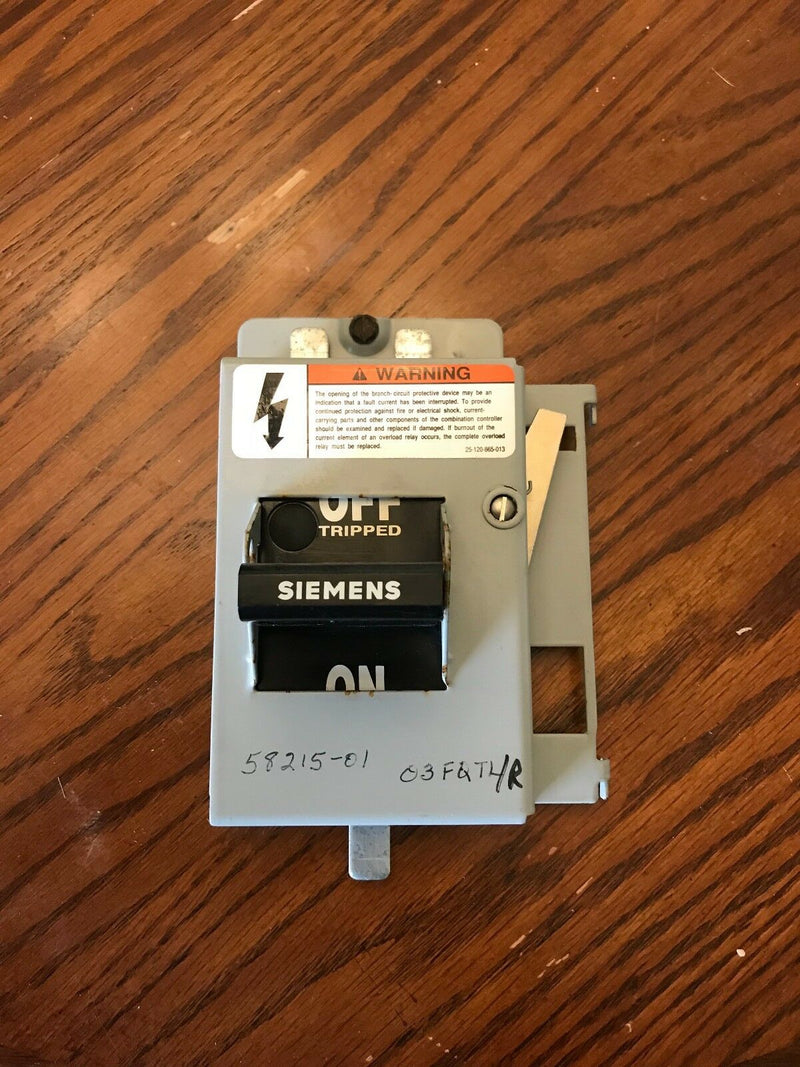 WARNING
The opening of the branch-circuit protective device may be an
indication that a fault current has been interrupted. To provide
continued protection against fire or electrical shock, current-
carrying parts and other components of the combination controller
should be examined and replaced if damaged. If burnout of the
current element of an overload relay occurs, the complete overload
relay must be replaced.
25-120-865-013
OFF
TRIPPED
SIEMENS
ON
58215-01
03FQTL/R